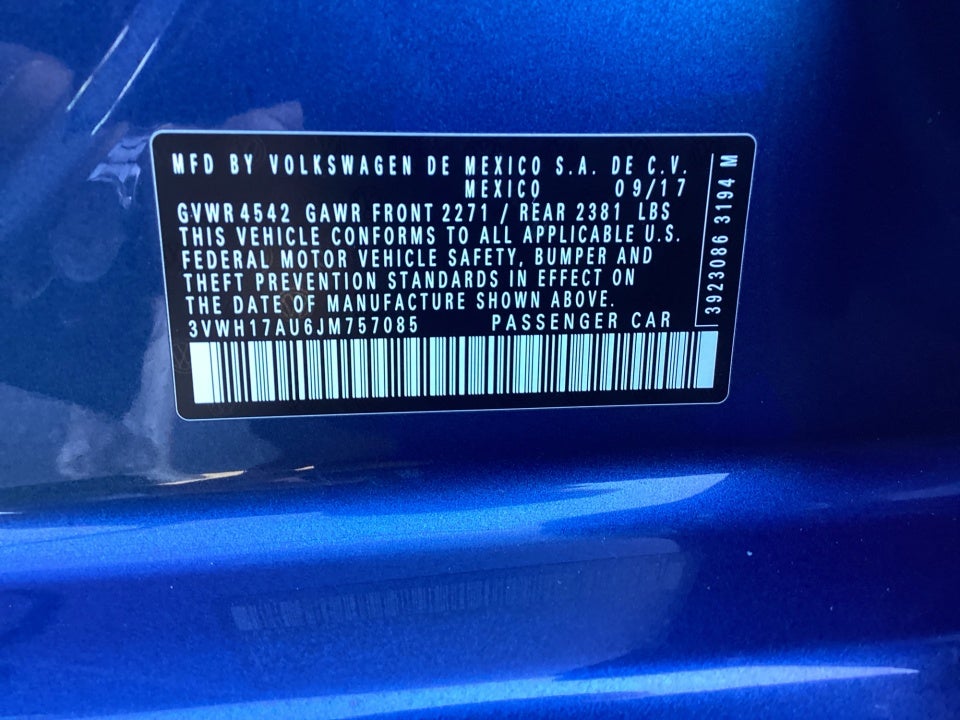 MFD BY VOLKSWAGEN DE MEXICO S.A. DE C.V.
MEXICO 09/17
GVWR 4542 GAWR FRONT 2271 / REAR 2381 LBS
THIS VEHICLE CONFORMS TO ALL APPLICABLE U.S.
FEDERAL MOTOR VEHICLE SAFETY, BUMPER AND
THEFT PREVENTION STANDARDS IN EFFECT ON
THE DATE OF MANUFACTURE SHOWN ABOVE.
3VWH17AU6JM757085 PASSENGER CAR
3923086 3194 M